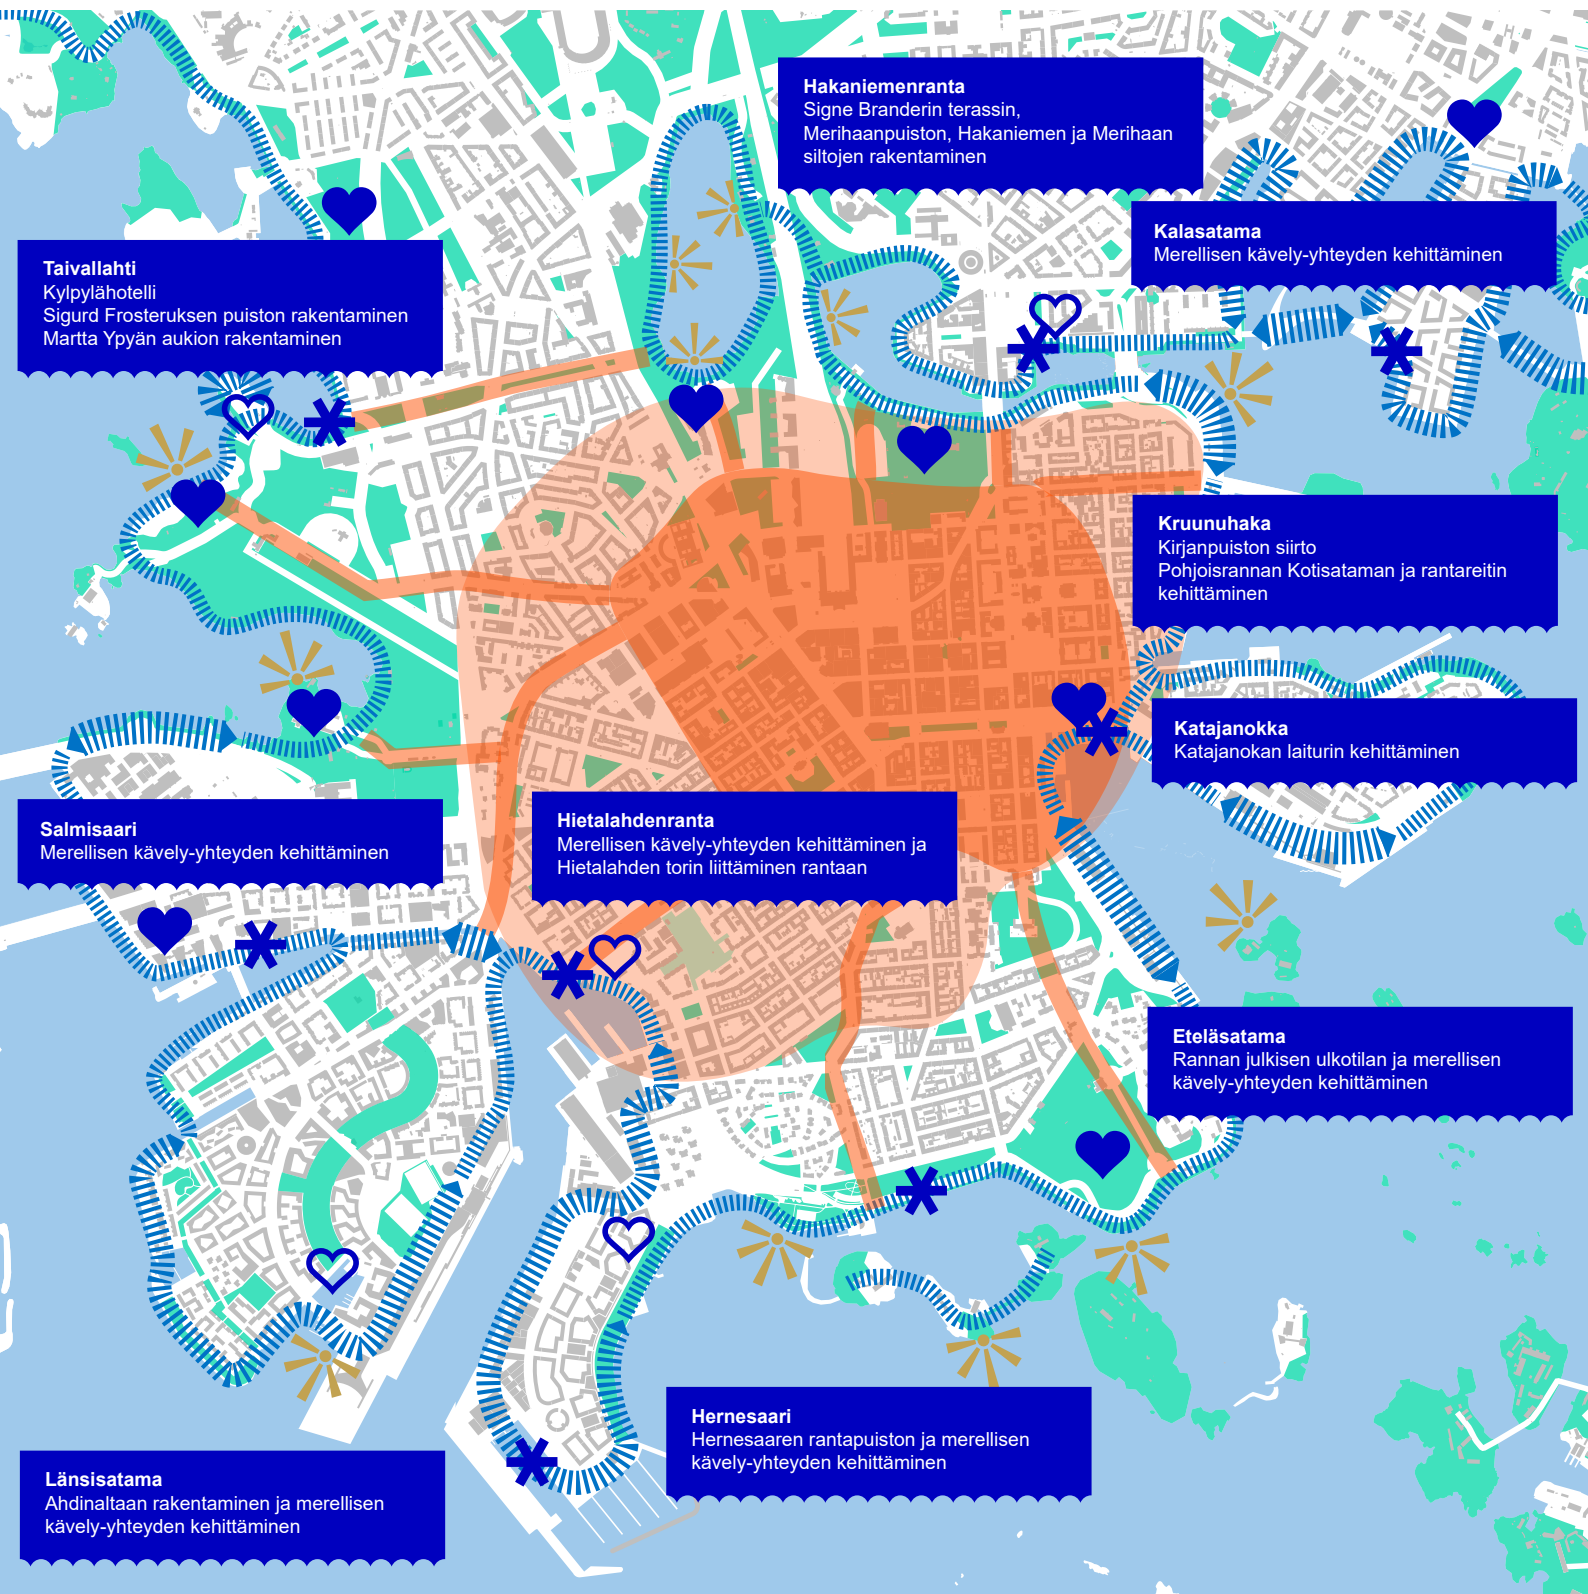 Hakaniemenranta
Signe Branderin terassin,
Merihaanpuiston, Hakaniemen ja Merihaan
siltojen rakentaminen
Kalasatama
Merellisen kävely-yhteyden kehittäminen
Taivallahti
Kylpylähotelli
Sigurd Frosteruksen puiston rakentaminen
Martta Ypyän aukion rakentaminen
Kruunuhaka
Kirjanpuiston siirto
Pohjoisrannan Kotisataman ja rantareitin
kehittäminen
Katajanokka
Katajanokan laiturin kehittäminen
Salmisaari
Merellisen kävely-yhteyden kehittäminen
Hietalahdenranta
Merellisen kävely-yhteyden kehittäminen ja
Hietalahden torin liittäminen rantaan
Eteläsatama
Rannan julkisen ulkotilan ja merellisen
kävely-yhteyden kehittäminen
Hernesaari
Hernesaaren rantapuiston ja merellisen
kävely-yhteyden kehittäminen
Länsisatama
Ahdinaltaan rakentaminen ja merellisen
kävely-yhteyden kehittäminen